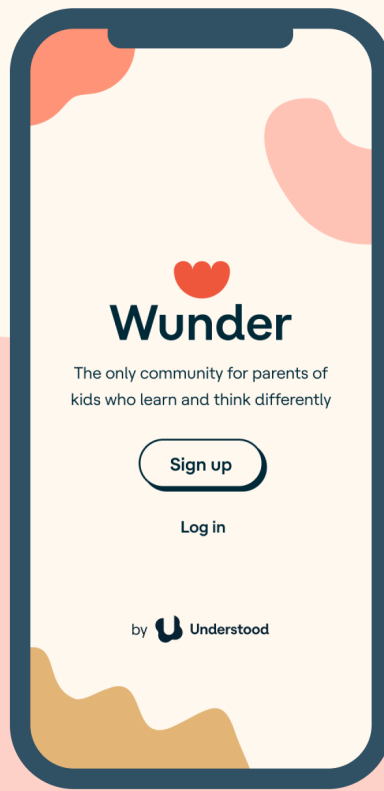 Wunder
The only community for parents of
kids who learn and think differently
Sign up
Log in
by Understood